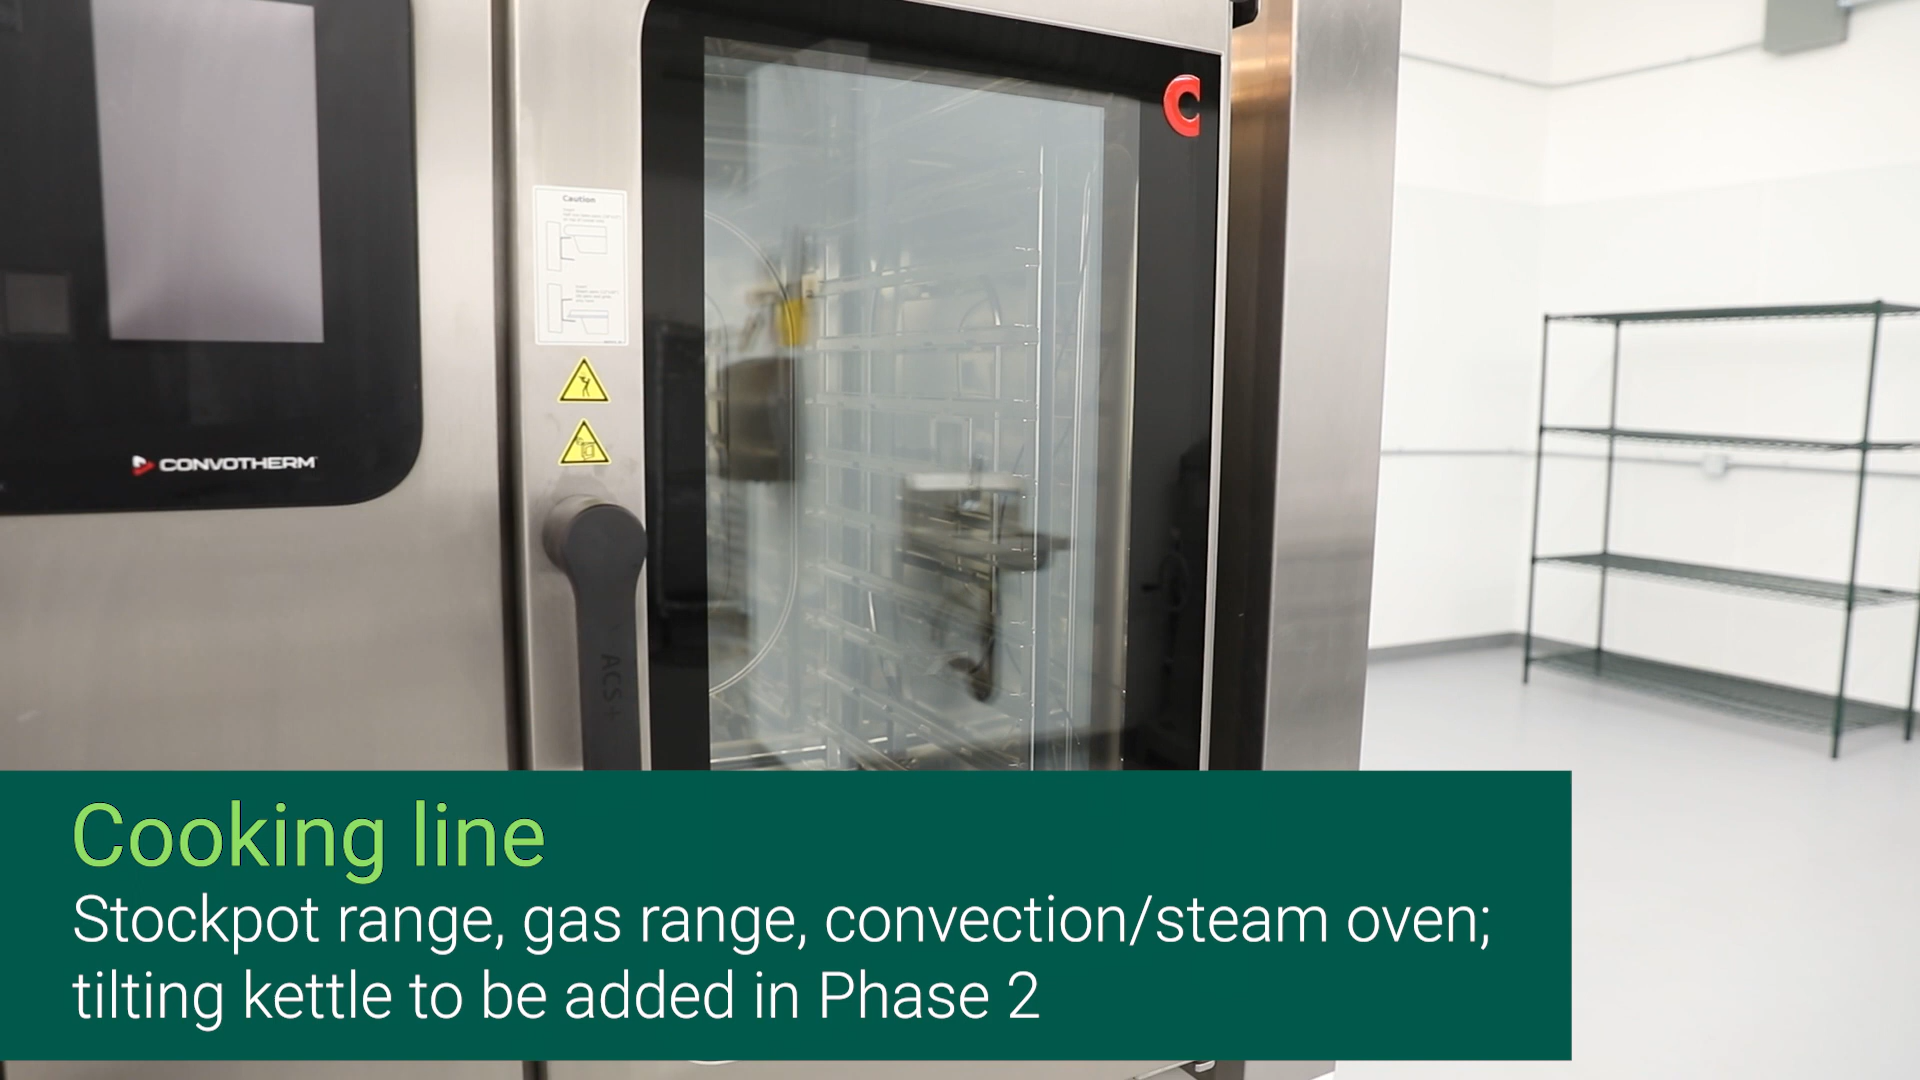 Caution
CONVOTHERM
ACS+
Cooking line
Stockpot range, gas range, convection/steam oven;
tilting kettle to be added in Phase 2